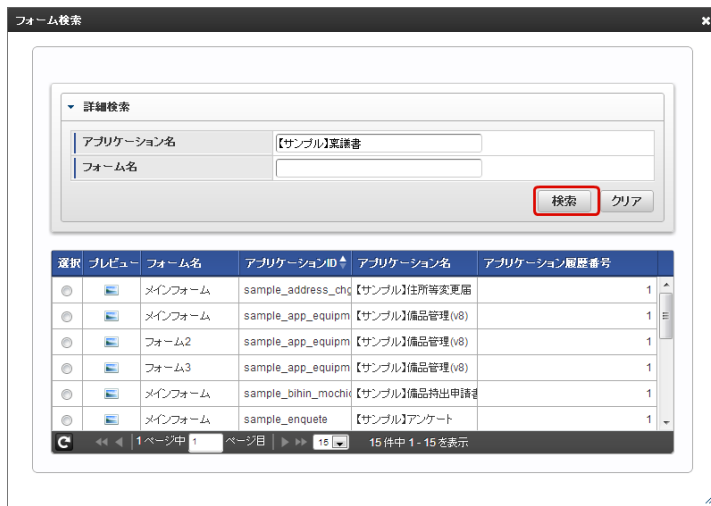 フォーム検索
詳細検索
アプリケーション名 【サンプル】稟議書
フォーム名
検索 クリア
選択 プレビュー フォーム名 アプリケーションID アプリケーション名 アプリケーション履歴番号
メインフォーム sample_address_chg 【サンプル】住所等変更届 1
メインフォーム sample_app_equipm 【サンプル】備品管理(v8) 1
フォーム2 sample_app_equipm 【サンプル】備品管理(v8) 1
フォーム3 sample_app_equipm 【サンプル】備品管理(v8) 1
メインフォーム sample_bihin_mochic 【サンプル】備品持出申請書 1
メインフォーム sample_enquete 【サンプル】アンケート 1
1ページ中 1 ページ目 15 15件中 1 - 15 を表示